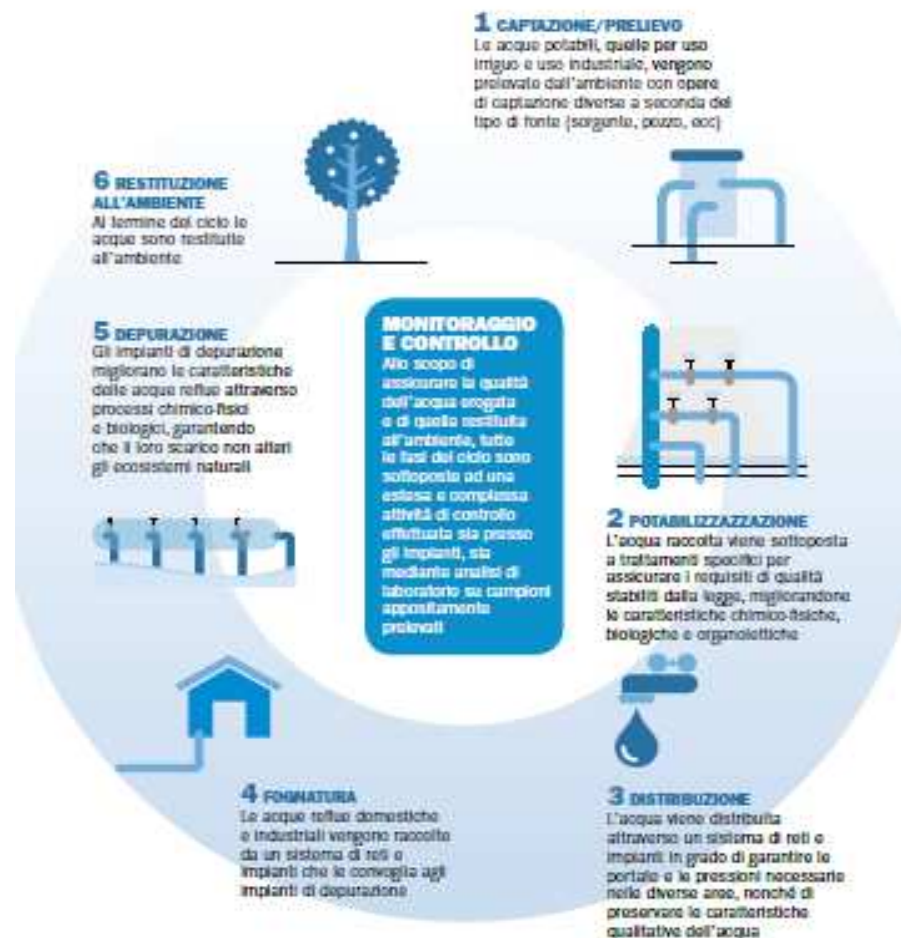 1 CAPTAZIONE/PRELIEVO
Le acque potabili, quelle per uso
irriguo e uso industriale, vengono
prelevate dall'ambiente con opere
di captazione diverse a seconda del
tipo di fonte (sorgente, pozzo, ecc)
2 POTABILIZZAZZAZIONE
L'acqua raccolta viene sottoposta
a trattamenti specifici per
assicurare i requisiti di qualità
stabiliti dalla legge, migliorandone
le caratteristiche chimico-fisiche,
biologiche e organolettiche
3 DISTRIBUZIONE
L'acqua viene distribuita
attraverso un sistema di reti e
impianti in grado di garantire le
portate e le pressioni necessarie
nelle diverse aree, nonché di
preservare le caratteristiche
qualitative dell'acqua
4 FOGNATURA
Le acque reflue domestiche
e industriali vengono raccolte
da un sistema di reti e
impianti che le convoglia agli
impianti di depurazione
5 DEPURAZIONE
Gli impianti di depurazione
migliorano le caratteristiche
delle acque reflue attraverso
processi chimico-fisici
e biologici, garantendo
che il loro scarico non alteri
gli ecosistemi naturali
6 RESTITUZIONE
ALL'AMBIENTE
Al termine del ciclo le
acque sono restituite
all'ambiente
MONITORAGGIO
E CONTROLLO
Allo scopo di
assicurare la qualità
dell'acqua erogata
e di quella restituita
all'ambiente, tutte
le fasi del ciclo sono
sottoposte ad una
estesa e complessa
attività di controllo
effettuata sia presso
gli impianti, sia
mediante analisi di
laboratorio su campioni
appositamente
prelevati